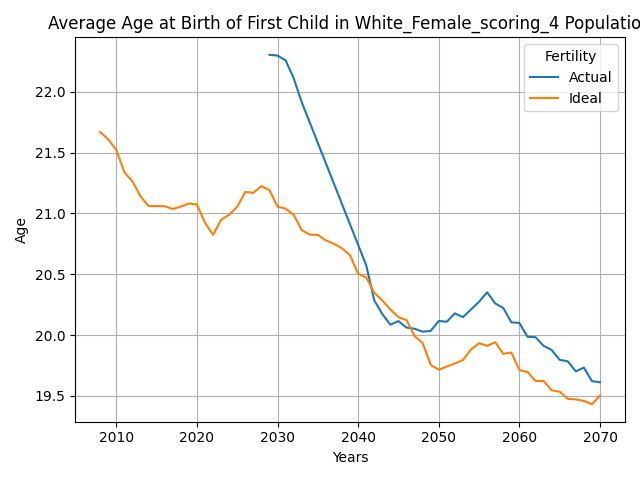 Average Age at Birth of First Child in White_Female_scoring_4 Populatio
Fertility
Actual
Ideal
22.0
21.5
21.0
20.5
20.0
19.5
Age
2010 2020 2030 2040 2050 2060 2070
Years